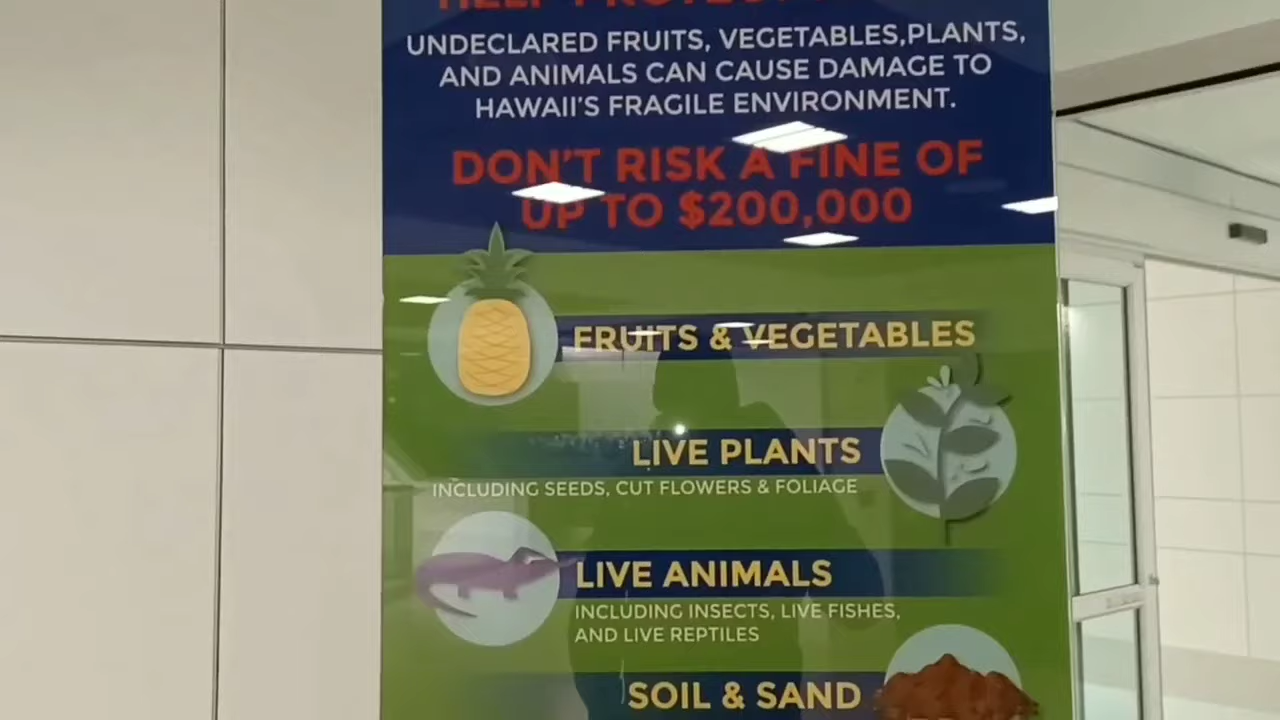 UNDECLARED FRUITS, VEGETABLES,PLANTS,
AND ANIMALS CAN CAUSE DAMAGE TO
HAWAII'S FRAGILE ENVIRONMENT.
DON'T RISK A FINE OF
UP TO $200,000
FRUITS & VEGETABLES
LIVE PLANTS
INCLUDING SEEDS, CUT FLOWERS & FOLIAGE
LIVE ANIMALS
INCLUDING INSECTS, LIVE FISHES,
AND LIVE REPTILES
SOIL & SAND